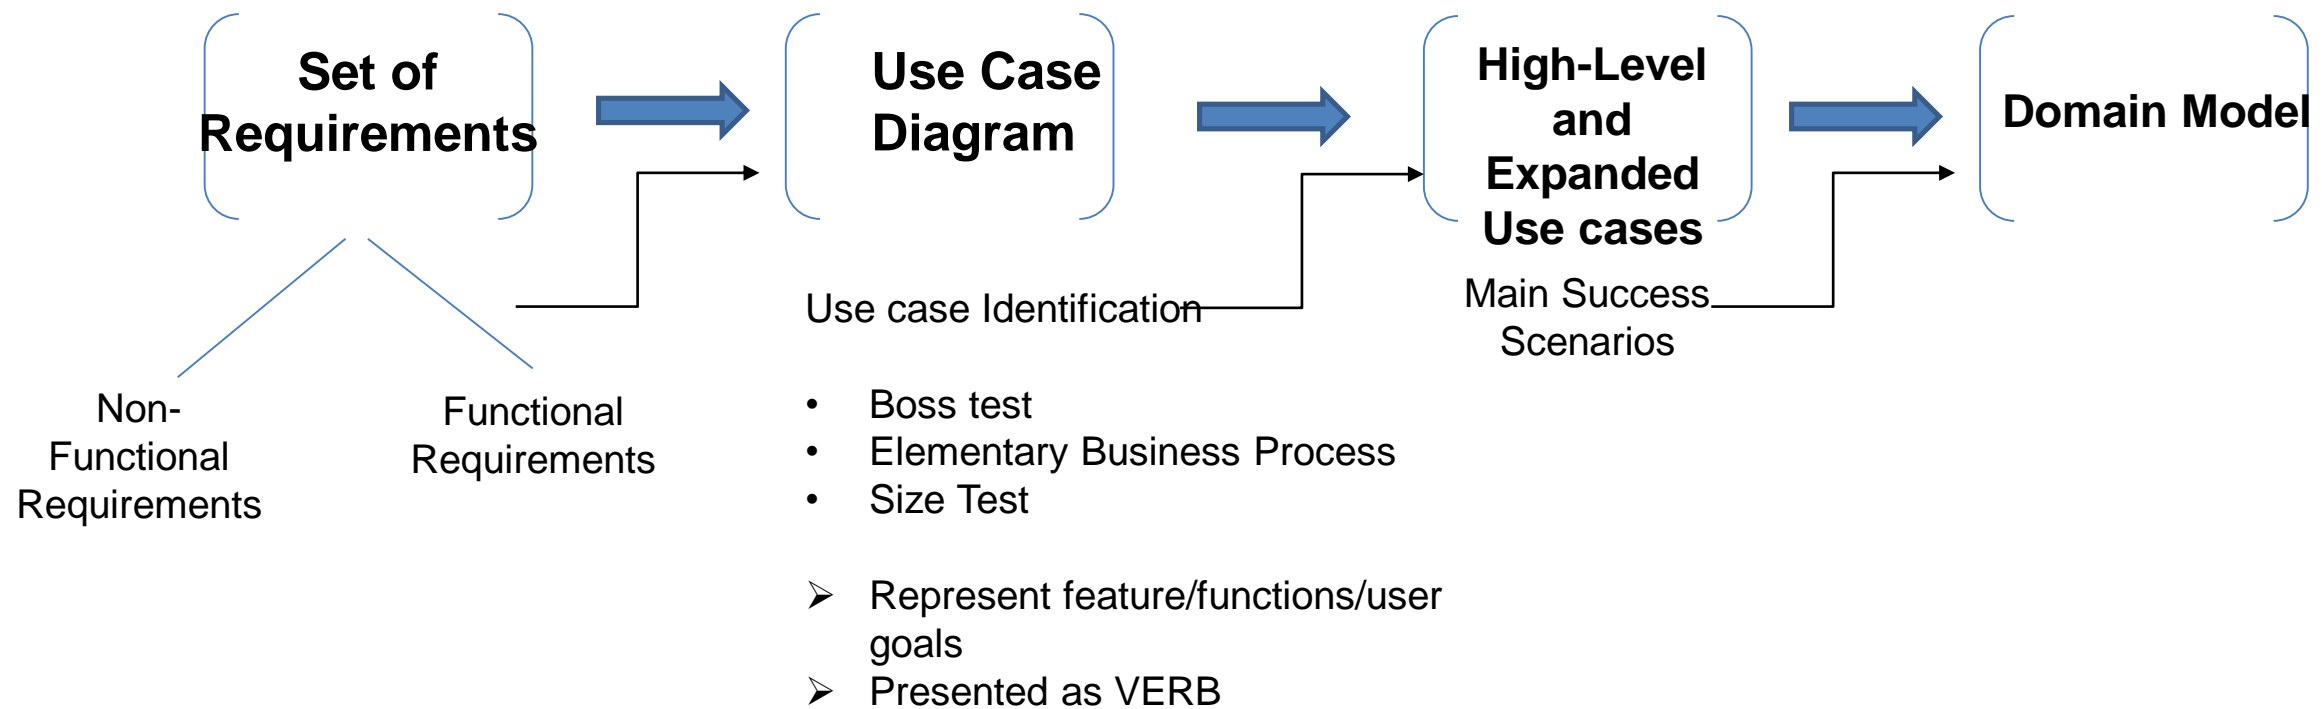 Set of
Requirements
Use Case
Diagram
High-Level
and
Expanded
Use cases
Domain Model
Non-
Functional
Requirements
Functional
Requirements
Use case Identification
• Boss test
• Elementary Business Process
• Size Test
➢ Represent feature/functions/user
goals
➢ Presented as VERB
Main Success
Scenarios